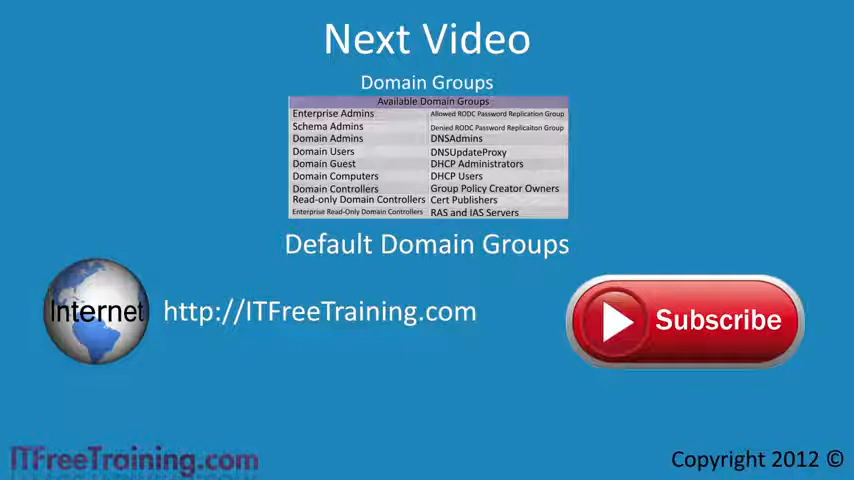 Next Video
Domain Groups
Available Domain Groups
Enterprise Admins Allowed RODC Password Replication Group
Schema Admins Denied RODC Password Replicaiton Group
Domain Admins DNSAdmins
Domain Users DNSUpdateProxy
Domain Guest DHCP Administrators
Domain Computers DHCP Users
Domain Controllers Group Policy Creator Owners
Read-only Domain Controllers Cert Publishers
Enterprise Read-Only Domain Controllers RAS and IAS Servers
Default Domain Groups
Internet http://ITFreeTraining.com
Subscribe
ITFreeTraining.com
Copyright 2012 ©